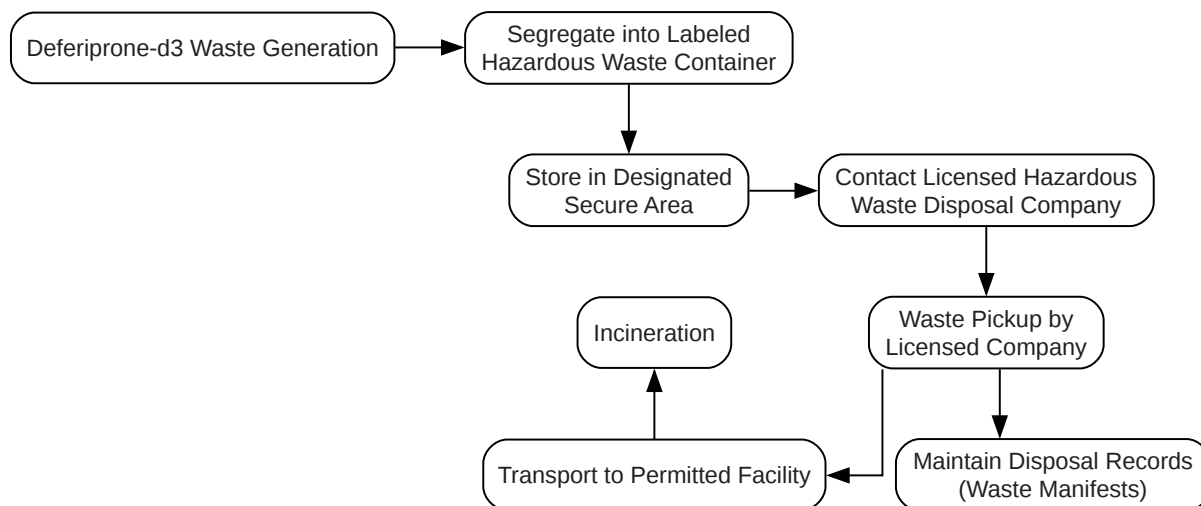 Deferiprone-d3 Waste Generation
Segregate into Labeled
Hazardous Waste Container
Store in Designated
Secure Area
Contact Licensed Hazardous
Waste Disposal Company
Incineration
Waste Pickup by
Licensed Company
Transport to Permitted Facility
Maintain Disposal Records
(Waste Manifests)